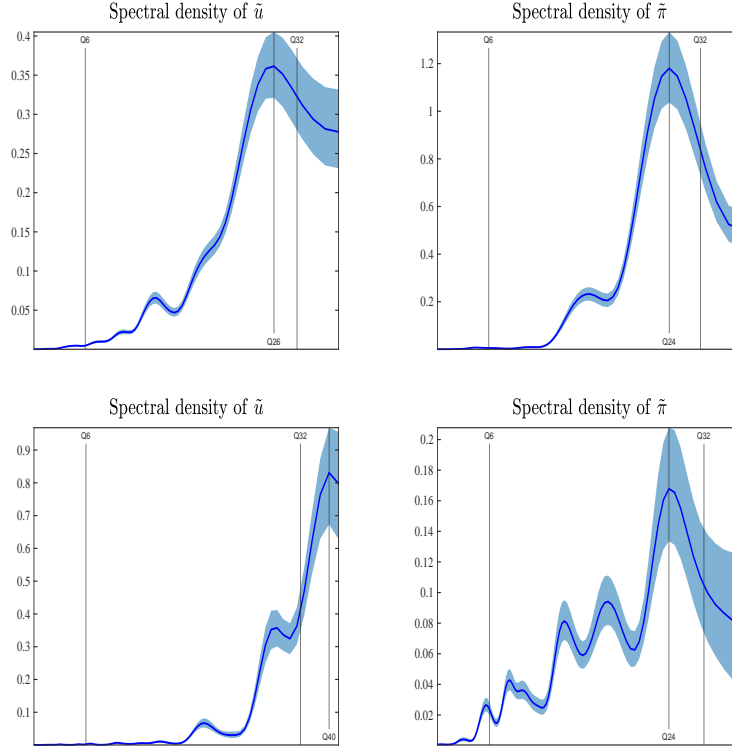 Spectral density of ũ
Q6
Q32
0.4
0.35
0.3
0.25
0.2
0.15
0.1
0.05
Q26
Spectral density of π̃
Q6
Q32
1.2
1
0.8
0.6
0.4
0.2
Q24
Spectral density of ũ
Q6
Q32
0.9
0.8
0.7
0.6
0.5
0.4
0.3
0.2
0.1
Q40
Spectral density of π̃
Q6
Q32
0.2
0.18
0.16
0.14
0.12
0.1
0.08
0.06
0.04
0.02
Q24